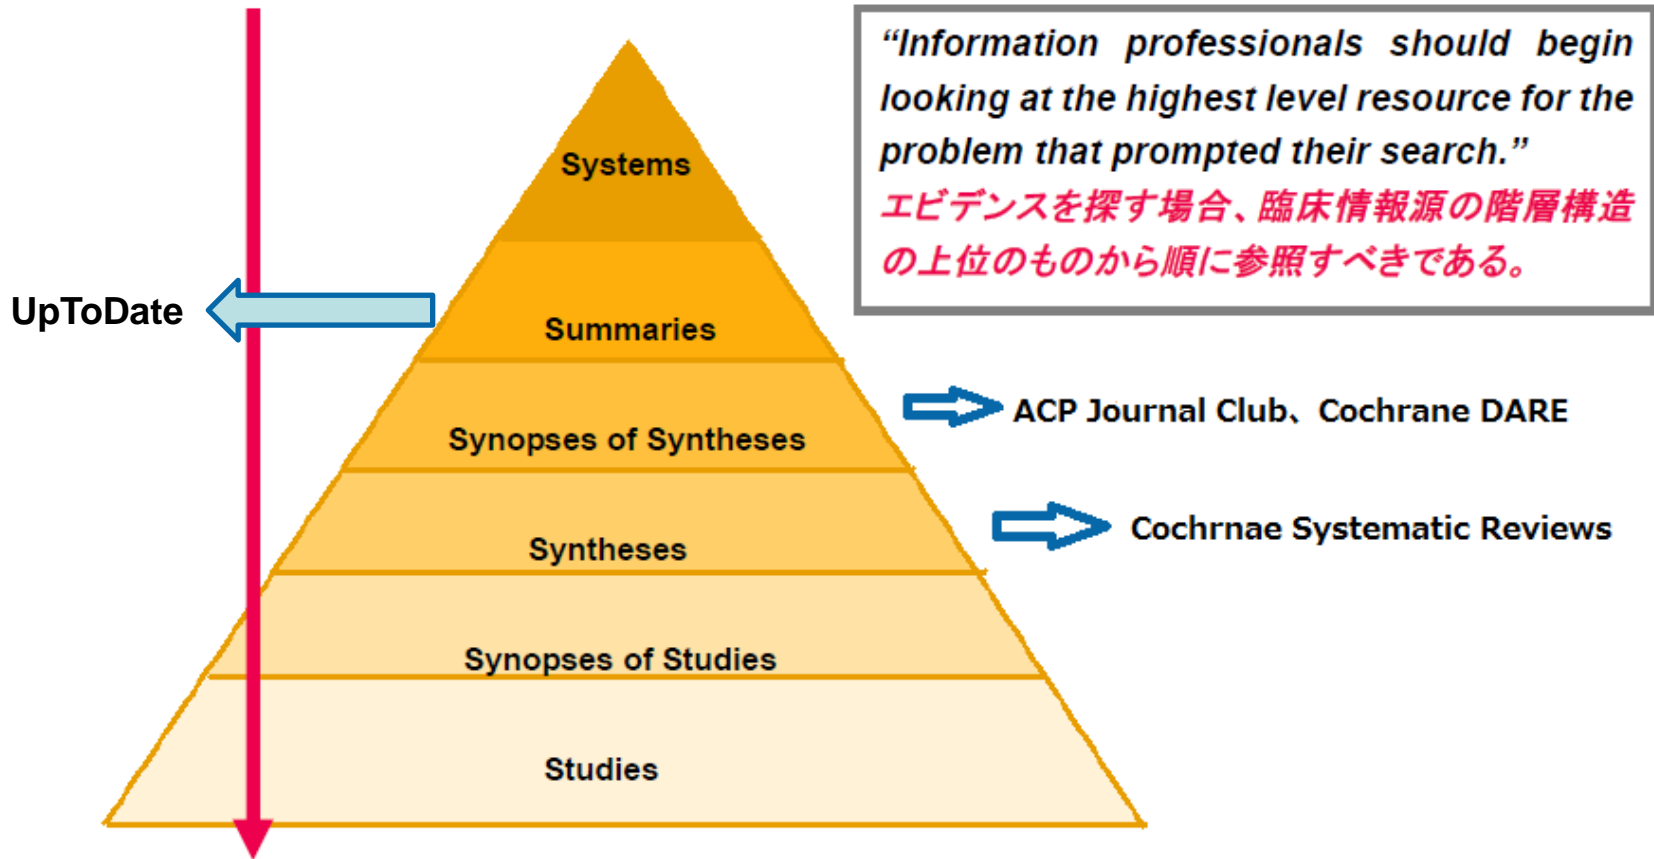 “Information professionals should begin
looking at the highest level resource for the
problem that prompted their search.”
エビデンスを探す場合、臨床情報源の階層構造
の上位のものから順に参照すべきである。
Systems
UpToDate
Summaries
ACP Journal Club、Cochrane DARE
Synopses of Syntheses
Cochrnae Systematic Reviews
Syntheses
Synopses of Studies
Studies